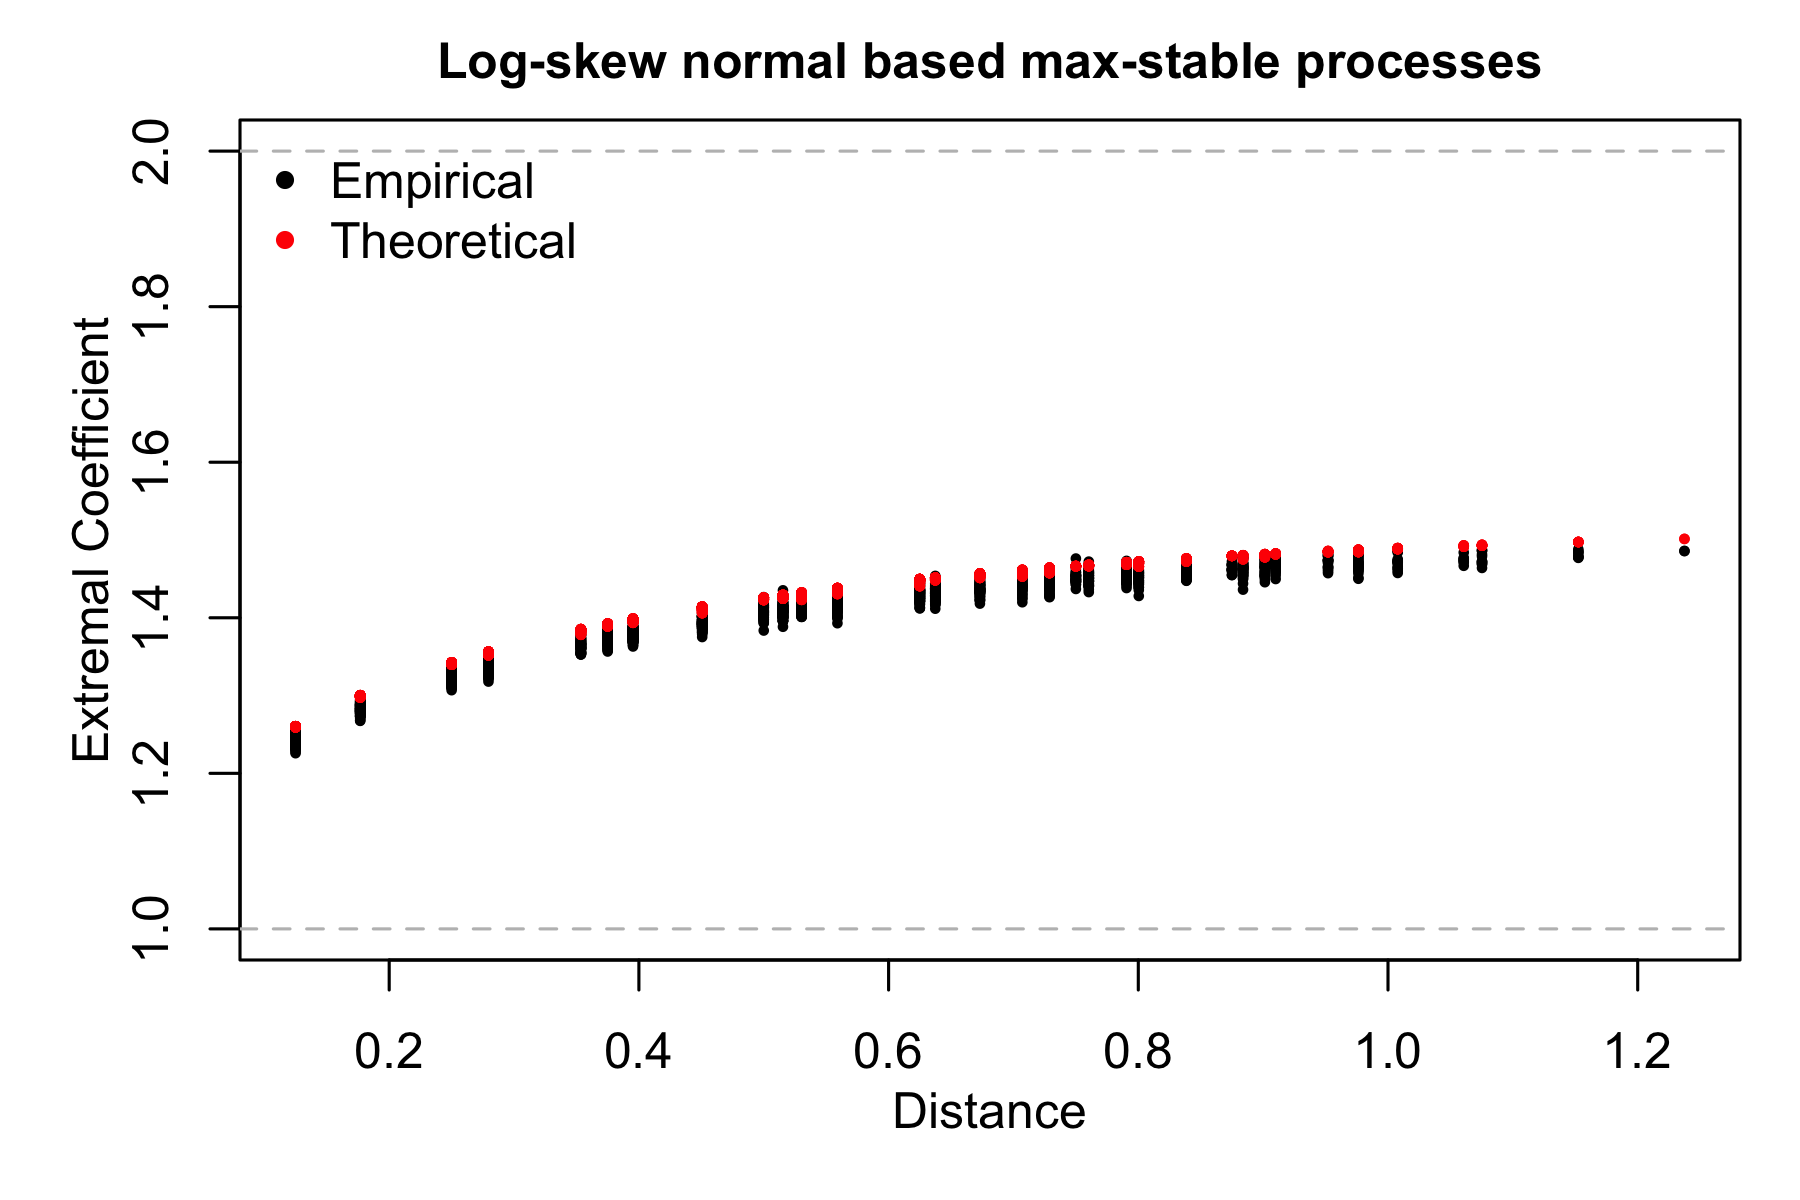 Log-skew normal based max-stable processes
Empirical
Theoretical
Extremal Coefficient
2.0
1.8
1.6
1.4
1.2
1.0
0.2 0.4 0.6 0.8 1.0 1.2
Distance